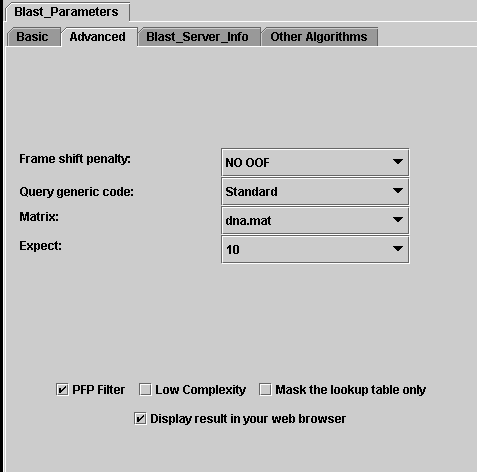 Blast_Parameters
Basic Advanced Blast_Server_Info Other Algorithms
Frame shift penalty: NO OOF
Query generic code: Standard
Matrix: dna.mat
Expect: 10
PFP Filter Low Complexity Mask the lookup table only
Display result in your web browser